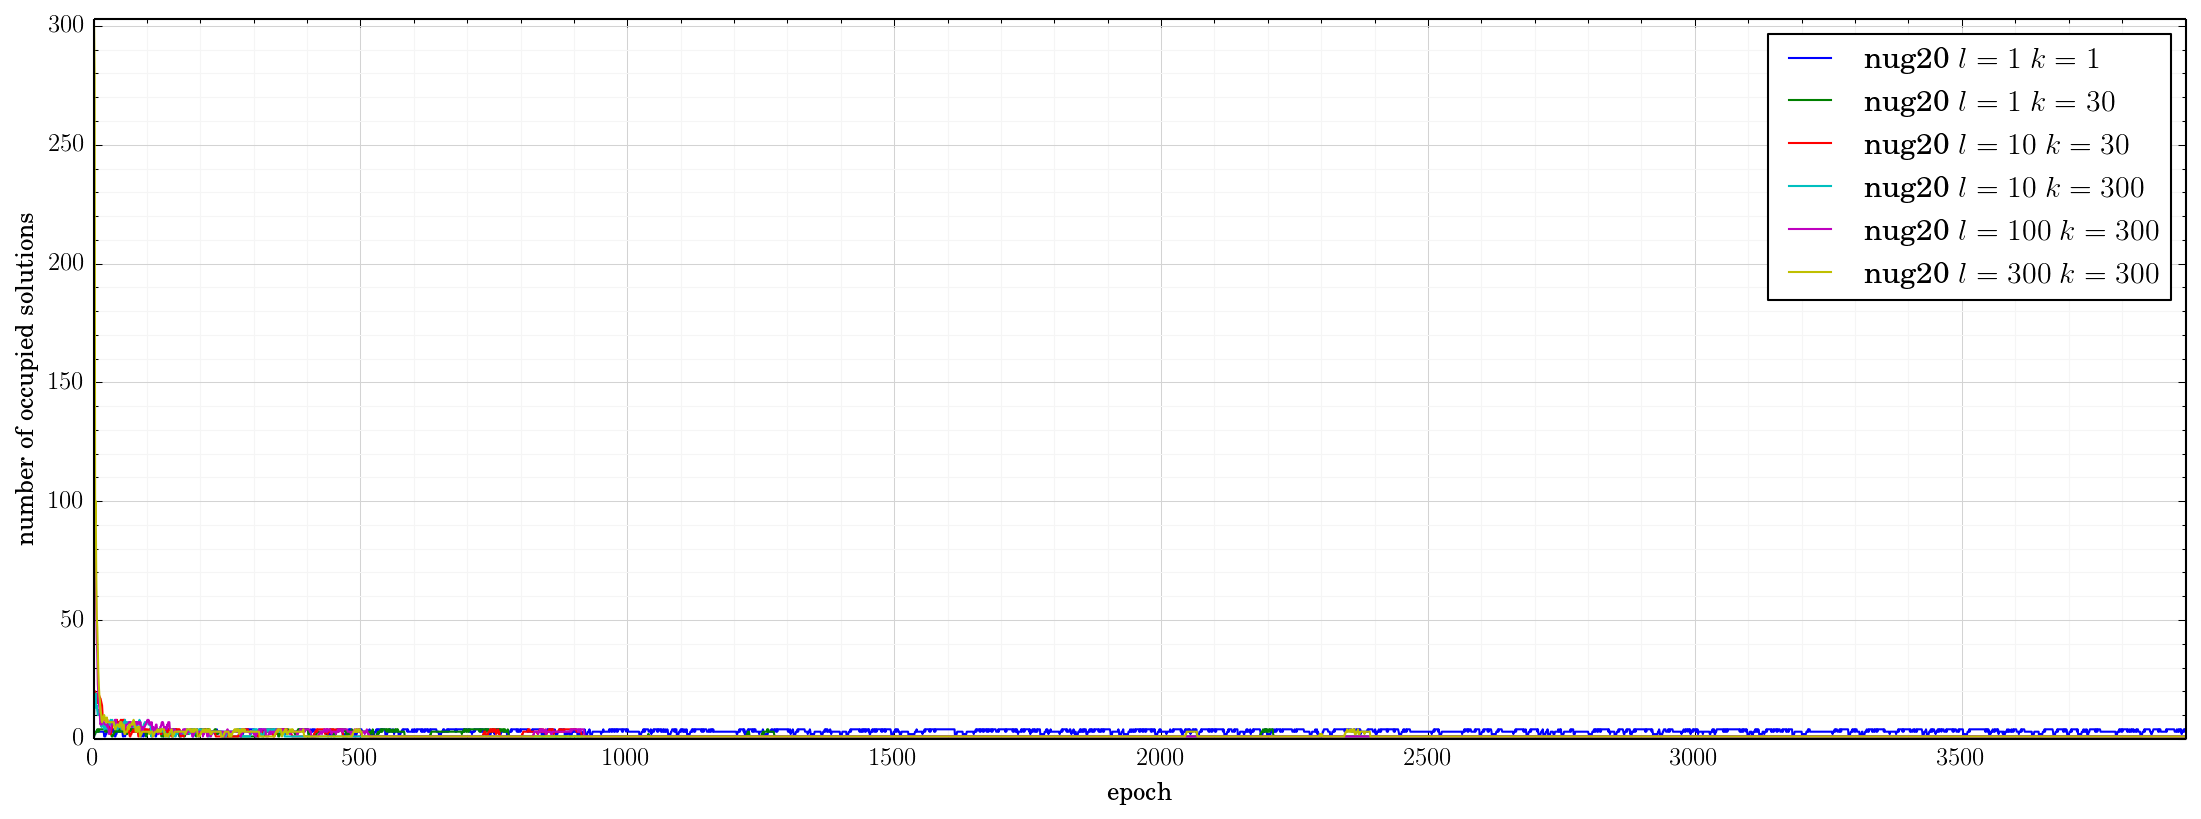 300
250
200
150
100
50
0
number of occupied solutions
nug20 l = 1 k = 1
nug20 l = 1 k = 30
nug20 l = 10 k = 30
nug20 l = 10 k = 300
nug20 l = 100 k = 300
nug20 l = 300 k = 300
0 500 1000 1500 2000 2500 3000 3500
epoch